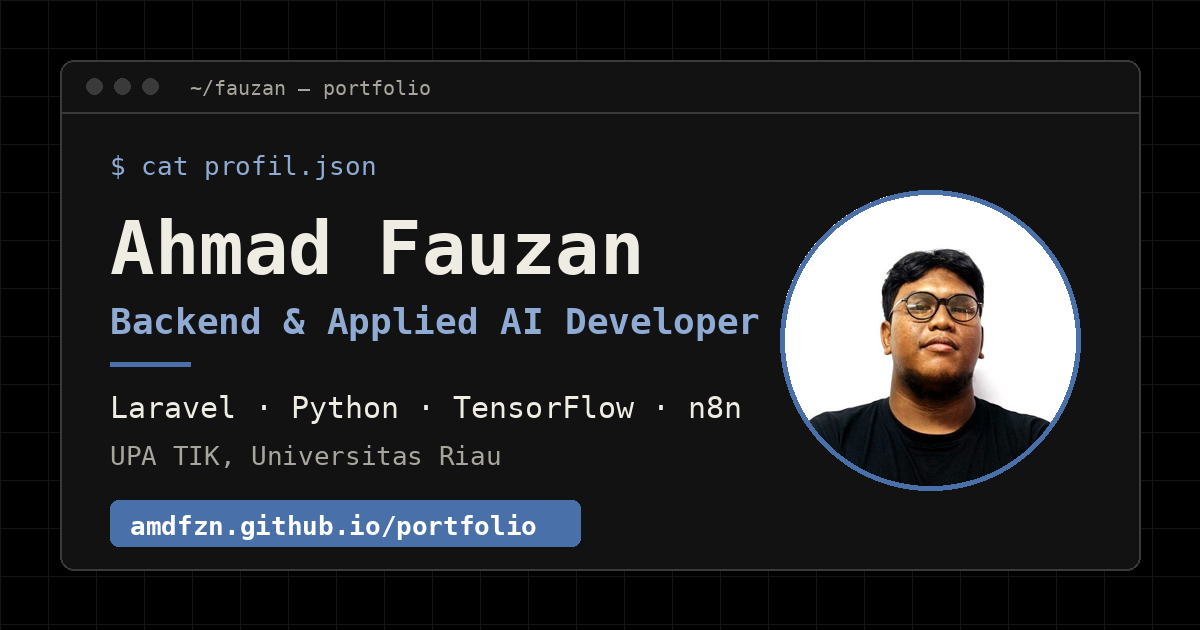 ~/fauzan — portfolio
$ cat profil.json
Ahmad Fauzan
Backend & Applied AI Developer
Laravel · Python · TensorFlow · n8n
UPA TIK, Universitas Riau
amdfzn.github.io/portfolio